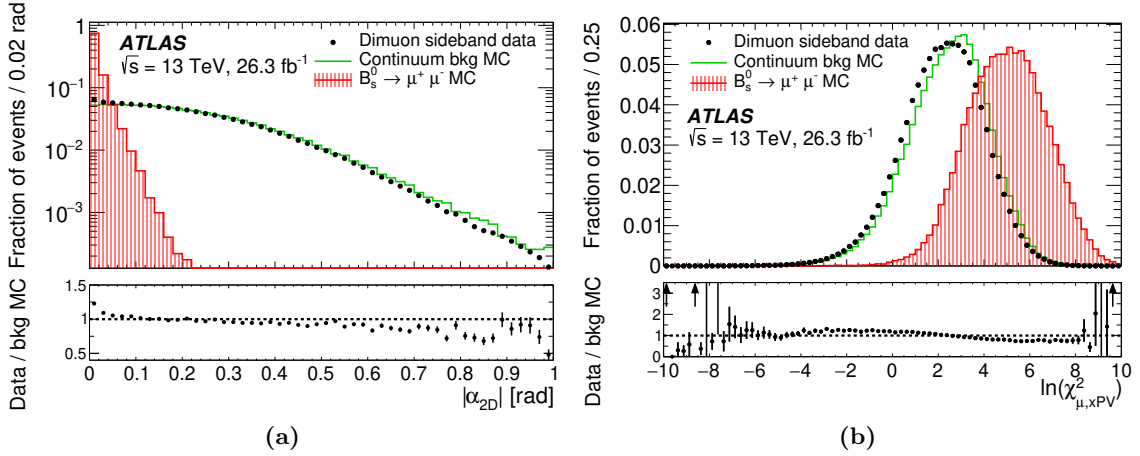 Fraction of events / 0.02 rad
1
10⁻¹
10⁻²
10⁻³
ATLAS
√s = 13 TeV, 26.3 fb⁻¹
Dimuon sideband data
Continuum bkg MC
B⁰ₛ → μ⁺ μ⁻ MC
Data / bkg MC
1.5
1
0.5
0 0.1 0.2 0.3 0.4 0.5 0.6 0.7 0.8 0.9 1
|α₂D| [rad]
(a)
Fraction of events / 0.25
0.06
0.05
0.04
0.03
0.02
0.01
0
Dimuon sideband data
Continuum bkg MC
B⁰ₛ → μ⁺ μ⁻ MC
ATLAS
√s = 13 TeV, 26.3 fb⁻¹
Data / bkg MC
3
2
1
0
−10 −8 −6 −4 −2 0 2 4 6 8 10
ln(χ²μ,xPV)
(b)